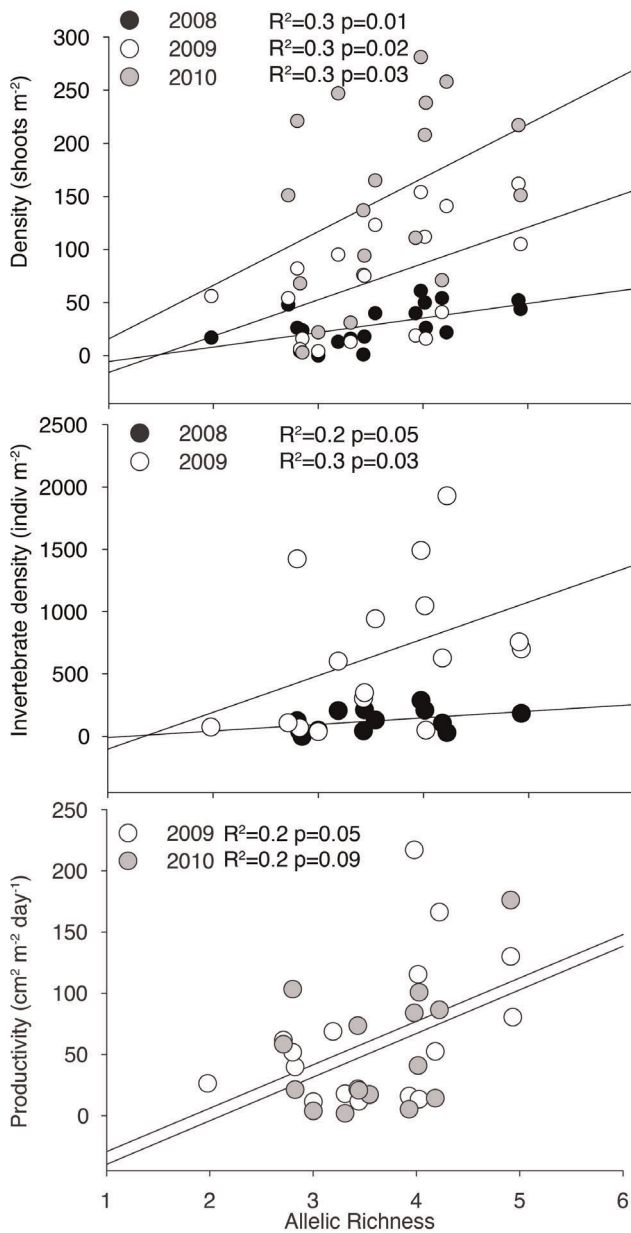 2008 R²=0.3 p=0.01
2009 R²=0.3 p=0.02
2010 R²=0.3 p=0.03
300
250
200
150
100
50
0
Density (shoots m⁻²)
2008 R²=0.2 p=0.05
2009 R²=0.3 p=0.03
2500
2000
1500
1000
500
0
Invertebrate density (indiv m⁻²)
2009 R²=0.2 p=0.05
2010 R²=0.2 p=0.09
250
200
150
100
50
0
Productivity (cm² m⁻² day⁻¹)
1 2 3 4 5 6
Allelic Richness